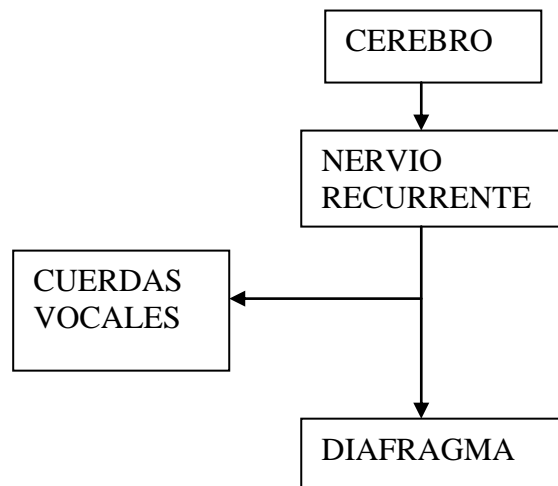 CEREBRO
NERVIO
RECURRENTE
CUERDAS
VOCALES
DIAFRAGMA